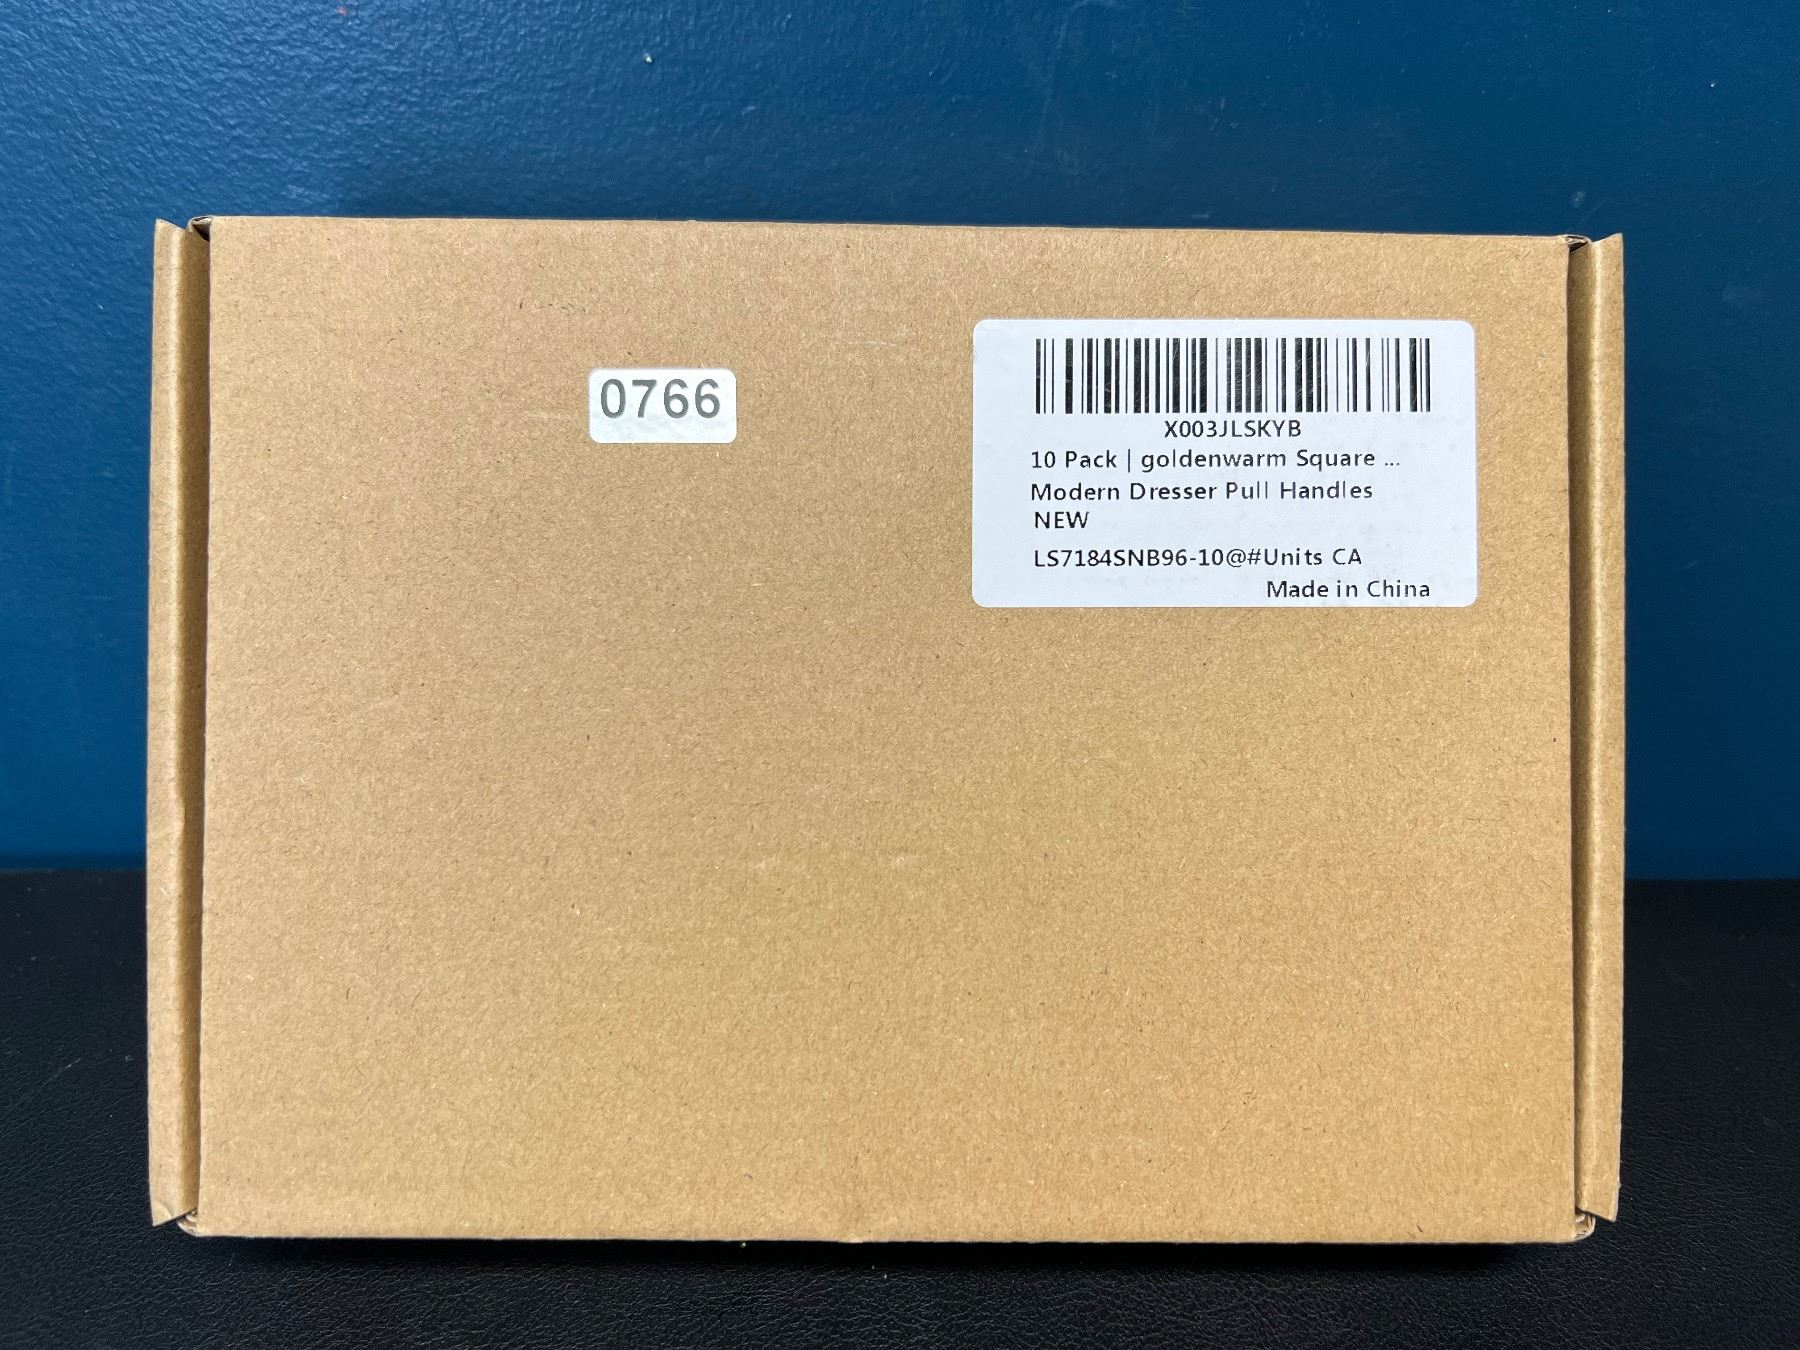 0766
X003JLSKYB
10 Pack | goldenwarm Square ...
Modern Dresser Pull Handles
NEW
LS7184SNB96-10@#Units CA
Made in China